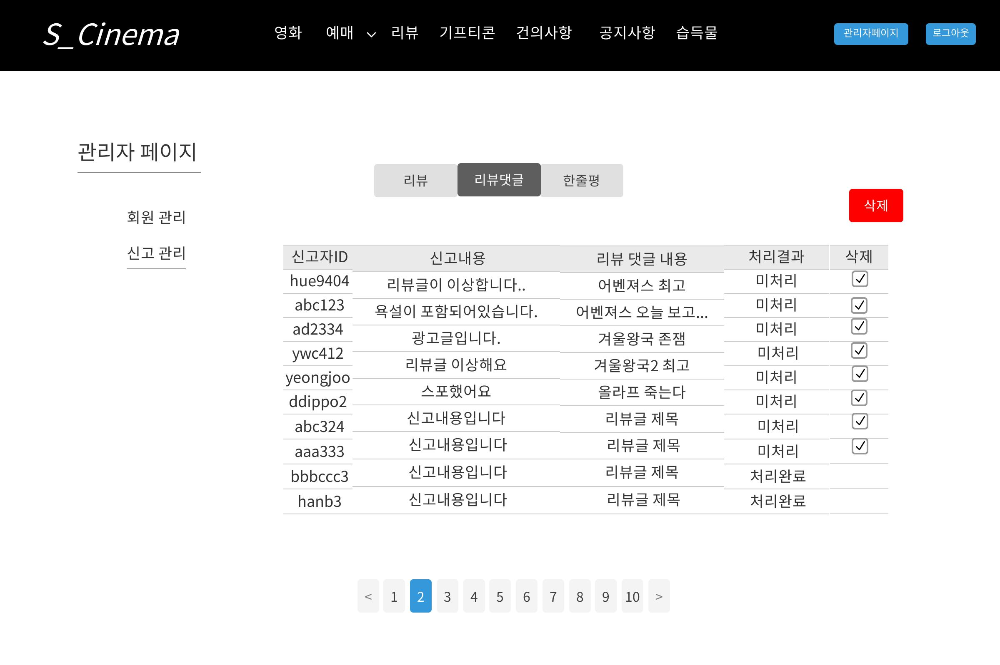 S_Cinema 영화 예매 리뷰 기프티콘 건의사항 공지사항 습득물 관리자페이지 로그아웃
관리자 페이지
회원 관리
신고 관리
리뷰 리뷰댓글 한줄평
삭제
신고자ID 신고내용 리뷰 댓글 내용 처리결과 삭제
hue9404 리뷰글이 이상합니다.. 어벤져스 최고 미처리
abc123 욕설이 포함되어있습니다. 어벤져스 오늘 보고... 미처리
ad2334 광고글입니다. 겨울왕국 존잼 미처리
ywc412 리뷰글 이상해요 겨울왕국2 최고 미처리
yeongjoo 스포했어요 올라프 죽는다 미처리
ddippo2 신고내용입니다 리뷰글 제목 미처리
abc324 신고내용입니다 리뷰글 제목 미처리
aaa333 신고내용입니다 리뷰글 제목 미처리
bbbccc3 신고내용입니다 리뷰글 제목 처리완료
hanb3 처리완료
< 1 2 3 4 5 6 7 8 9 10 >